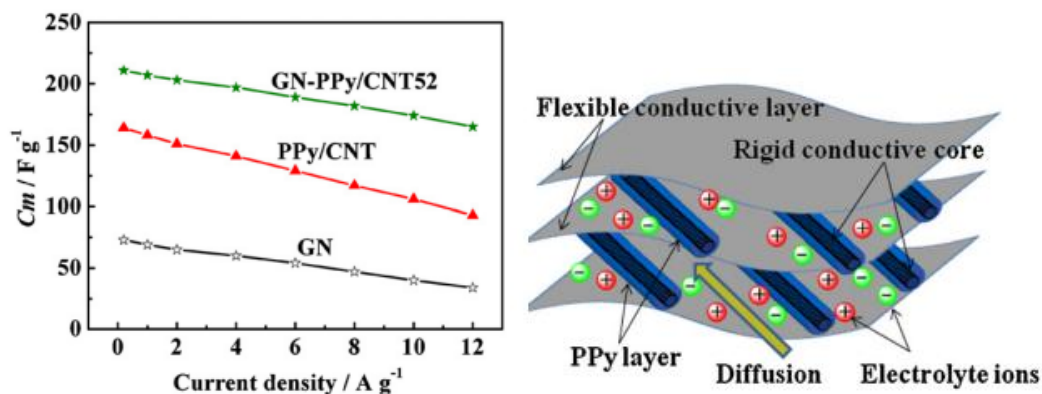 250
200
150
100
50
0
Cm / F g⁻¹
GN-PPy/CNT52
PPy/CNT
GN
0 2 4 6 8 10 12
Current density / A g⁻¹
Flexible conductive layer
Rigid conductive core
PPy layer
Diffusion
Electrolyte ions